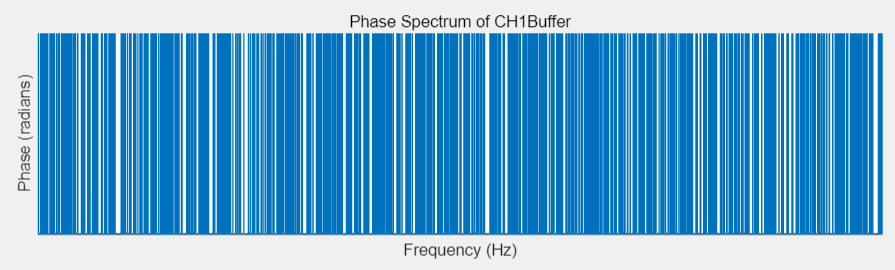 Phase Spectrum of CH1Buffer
Phase (radians)
Frequency (Hz)